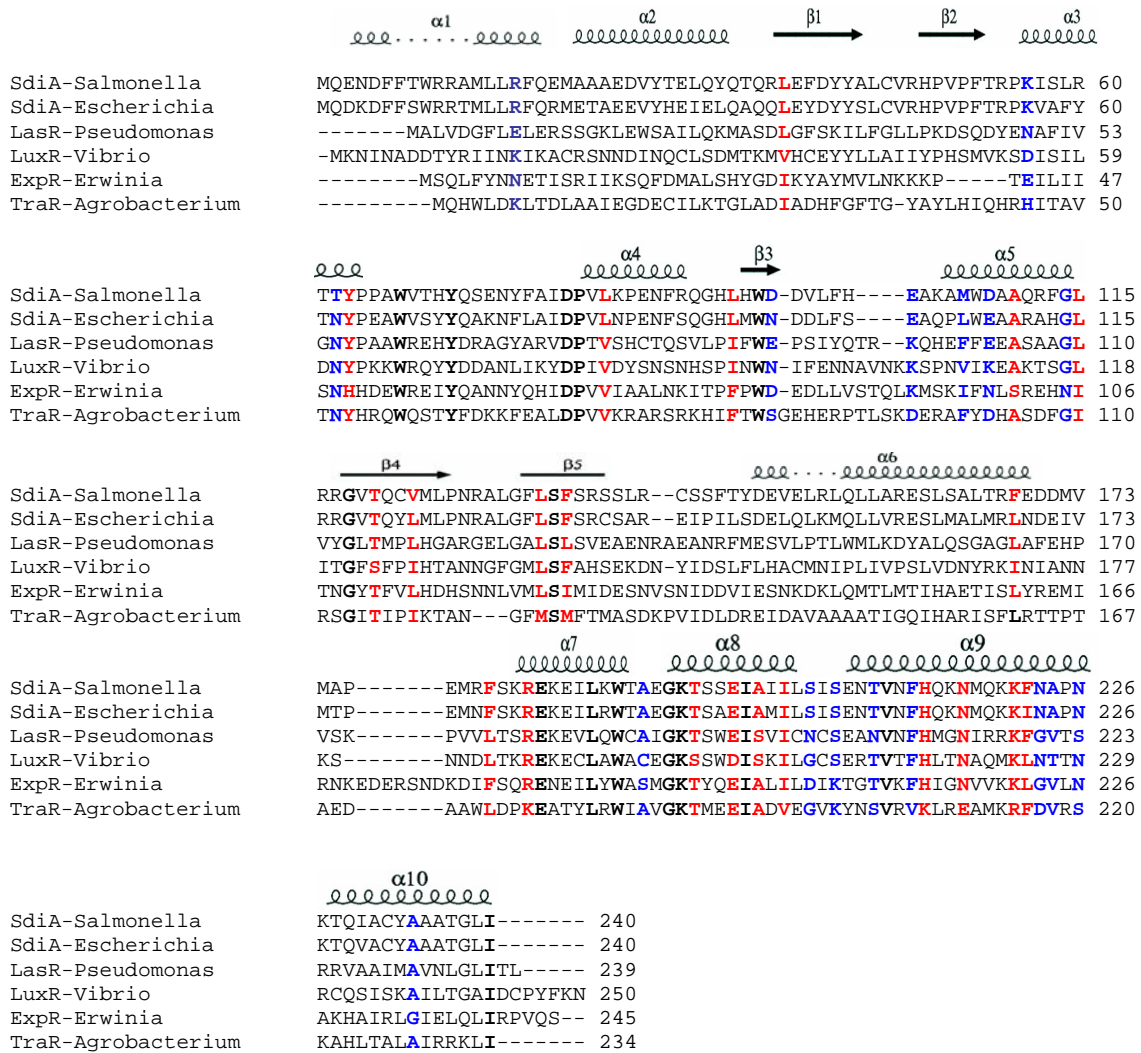 α1 α2 β1 β2 α3
SdiA-Salmonella MQENDFFTWRRAMLLRFQEMAAAEDVYTELQYQTQRLEFDYYALCVRHPVPFTRPKISLR 60
SdiA-Escherichia MQDKDFFSWRRTMLLRFQRMETAEEVYHEIELQAQQLEYDYYSLCVRHPVPFTRPKVAFY 60
LasR-Pseudomonas -------MALVDGFLELERSSGKLEWSAILQKMASDLGFSKILFGLLPKDSQDYENAFIV 53
LuxR-Vibrio -MKNINADDTYRIINKIKACRSNNDINQCLSDMTKMVHCEYYLLAIIYPHSMVKSDISIL 59
ExpR-Erwinia --------MSQLFYNNETISRIIKSQFDMALSHYGDIKYAYMVLNKKKP-----TEILII 47
TraR-Agrobacterium ---------MQHWLDKLTDLAAIEGDECILKTGLADIADHFGFTG-YAYLHIQHRHITAV 50
α4 β3 α5
SdiA-Salmonella TTYPPAWVTHYQSENYFAIDPVLKPENFRQGHLHWD-DVLFH----EAKAMWDAAQRFGL 115
SdiA-Escherichia TNYPEAWVSYYQAKNFLAIDPVLNPENFSQGHLMWN-DDLFS----EAQPLWEAARAHGL 115
LasR-Pseudomonas GNYPAAWREHYDRAGYARVDPTVSHCTQSVLPIFWE-PSIYQTR--KQHEFFEEASAAGL 110
LuxR-Vibrio DNYPKKWRQYYDDANLIKYDPIVDYSNSNHSPINWN-IFENNAVNKKSPNVIKEAKTSGL 118
ExpR-Erwinia SNHHDEWREIYQANNYQHIDPVVIAALNKITPFPWD-EDLLVSTQLKMSKIFNLSREHNI 106
TraR-Agrobacterium TNYHRQWQSTYFDKKFEALDPVVKRARSRKHIFTWSGEHERPTLSKDERAFYDHASDFGI 110
β4 β5 α6
SdiA-Salmonella RRGVTQCVMLPNRALGFLSFSRSSLR--CSSFTYDEVELRLQLLARESLSALTRFEDDMV 173
SdiA-Escherichia RRGVTQYLMLPNRALGFLSFSRCSAR--EIPILSDELQLKMQLLVRESLMALMRLNDEIV 173
LasR-Pseudomonas VYGLTMPLHGARGELGALSLSVEAENRAEANRFMESVLPTLWMLKDYALQSGAGLAFEHP 170
LuxR-Vibrio ITGFSFPIHTANNGFGMLSFAHSEKDN-YIDSLFLHACMNIPLIVPSLVDNYRKINIANN 177
ExpR-Erwinia TNGYTFVLHDHSNNLVMLSIMIDESNVSNIDDVIESNKDKLQMTLMTIHAETISLYREMI 166
TraR-Agrobacterium RSGITIPIKTAN---GFMSMFTMASDKPVIDLDREIDAVAAAATIGQIHARISFLRTTPT 167
α7 α8 α9
SdiA-Salmonella MAP-------EMRFSKREKEILKWTAEGKTSSEIAIILSISENTVNFHQKNMQKKFNAPN 226
SdiA-Escherichia MTP-------EMNFSKREKEILRWTAEGKTSAEIAMILSISENTVNFHQKNMQKKINAPN 226
LasR-Pseudomonas VSK-------PVVLTSREKEVLQWCAIGKTSWEISVICNCSEANVNFHMGNIRRKFGVTS 223
LuxR-Vibrio KS--------NNDLTKREKECLAWACEGKSSWDISKILGCSERTVTFHLTNAQMKLNTTN 229
ExpR-Erwinia RNKEDERSNDKDIFSQRENEILYWASMGKTYQEIALILDIKTGTVKFHIGNVVKKLGVLN 226
TraR-Agrobacterium AED-------AAWLDPKEATYLRWIAVGKTMEEIADVEGVKYNSVRVKLREAMKRFDVRS 220
α10
SdiA-Salmonella KTQIACYAAATGLI------- 240
SdiA-Escherichia KTQVACYAAATGLI------- 240
LasR-Pseudomonas RRVAAIMAVNLGLITL----- 239
LuxR-Vibrio RCQSISKAILTGAIDCPYFKN 250
ExpR-Erwinia AKHAIRLGIELQLIRPVQS-- 245
TraR-Agrobacterium KAHLTALAIRRKLI------- 234